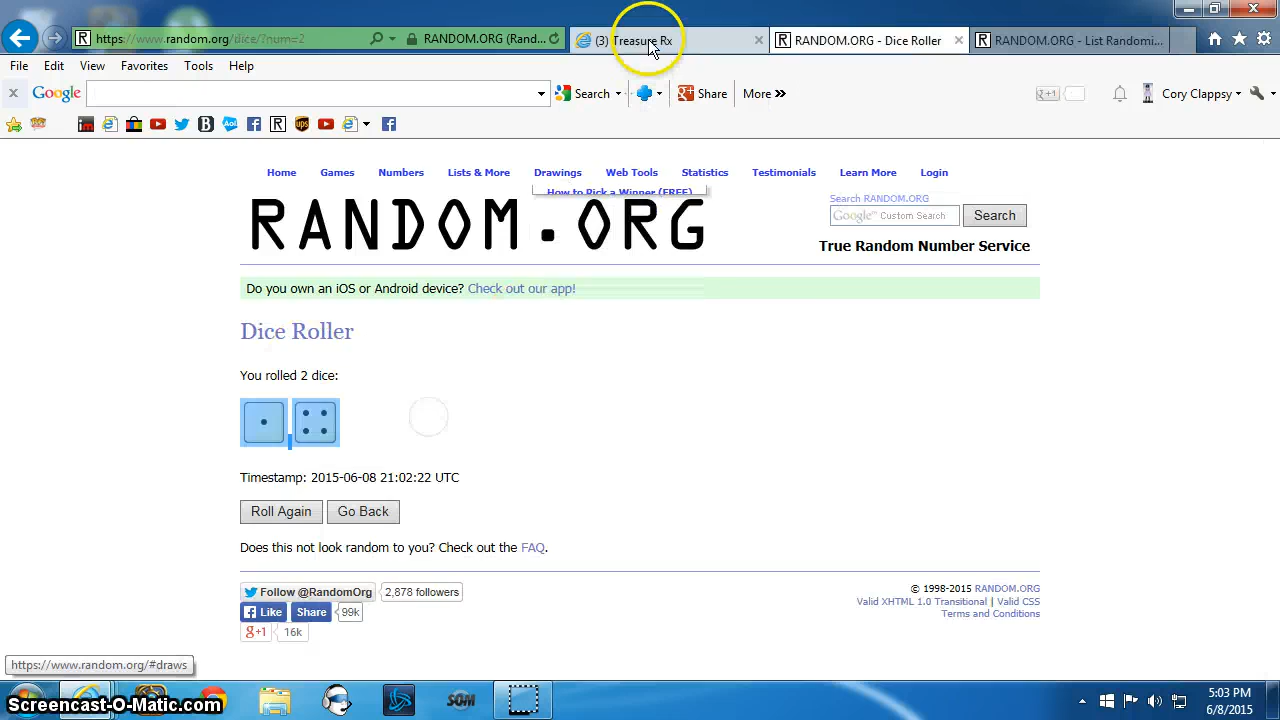 https://www.random.org/dice/?num=2
RANDOM.ORG (Rand...
(3) Treasure Rx
RANDOM.ORG - Dice Roller
RANDOM.ORG - List Randomi...
File Edit View Favorites Tools Help
Google
Search
Share
More »
+1
Cory Clappsy
Home Games Numbers Lists & More Drawings Web Tools Statistics Testimonials Learn More Login
How to Pick a Winner (FREE)
RANDOM.ORG
Search RANDOM.ORG
Google™ Custom Search
Search
True Random Number Service
Do you own an iOS or Android device? Check out our app!
Dice Roller
You rolled 2 dice:
Timestamp: 2015-06-08 21:02:22 UTC
Roll Again
Go Back
Does this not look random to you? Check out the FAQ.
Follow @RandomOrg
2,878 followers
Like
Share
99k
g+1
16k
© 1998-2015 RANDOM.ORG
Valid XHTML 1.0 Transitional | Valid CSS
Terms and Conditions
https://www.random.org/#draws
SOM
Screencast-O-Matic.com
5:03 PM
6/8/2015